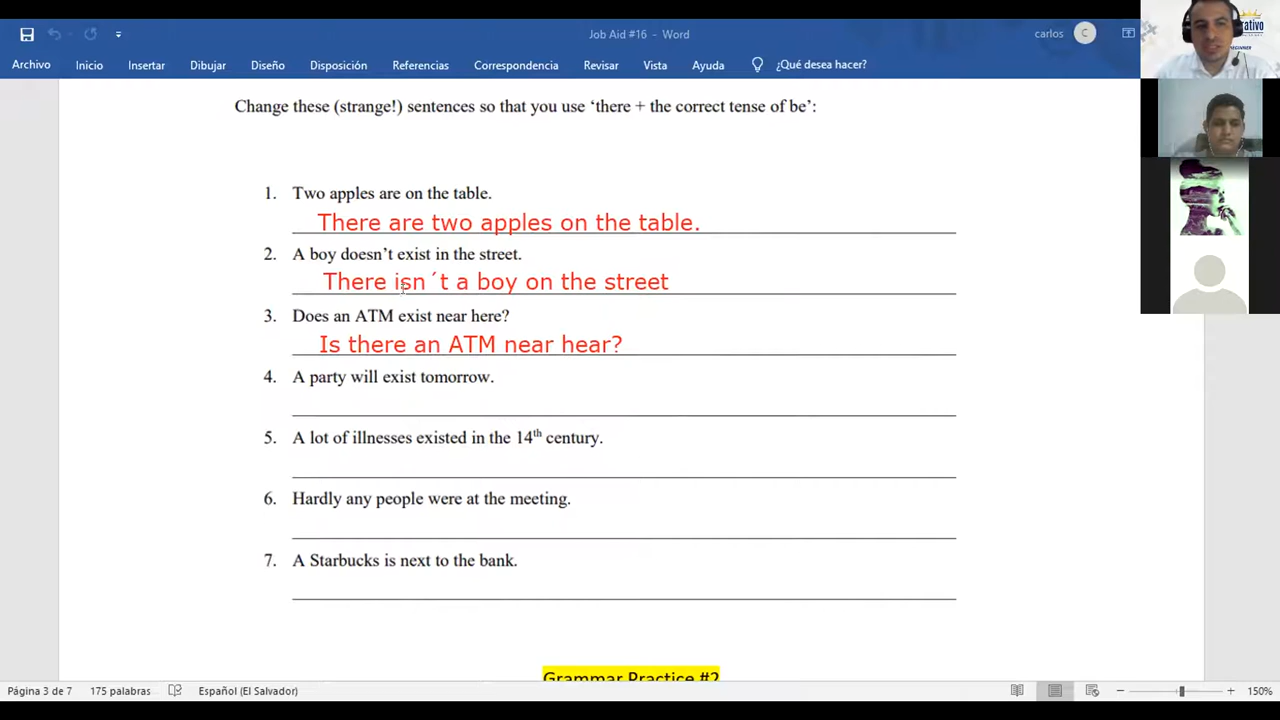 Job Aid #16 - Word
carlos
C
Archivo Inicio Insertar Dibujar Diseño Disposición Referencias Correspondencia Revisar Vista Ayuda ¿Qué desea hacer?
Change these (strange!) sentences so that you use ‘there + the correct tense of be’:
1. Two apples are on the table.
There are two apples on the table.
2. A boy doesn’t exist in the street.
There isn´t a boy on the street
3. Does an ATM exist near here?
Is there an ATM near hear?
4. A party will exist tomorrow.
5. A lot of illnesses existed in the 14th century.
6. Hardly any people were at the meeting.
7. A Starbucks is next to the bank.
Grammar Practice #2
Página 3 de 7 175 palabras Español (El Salvador) 150%